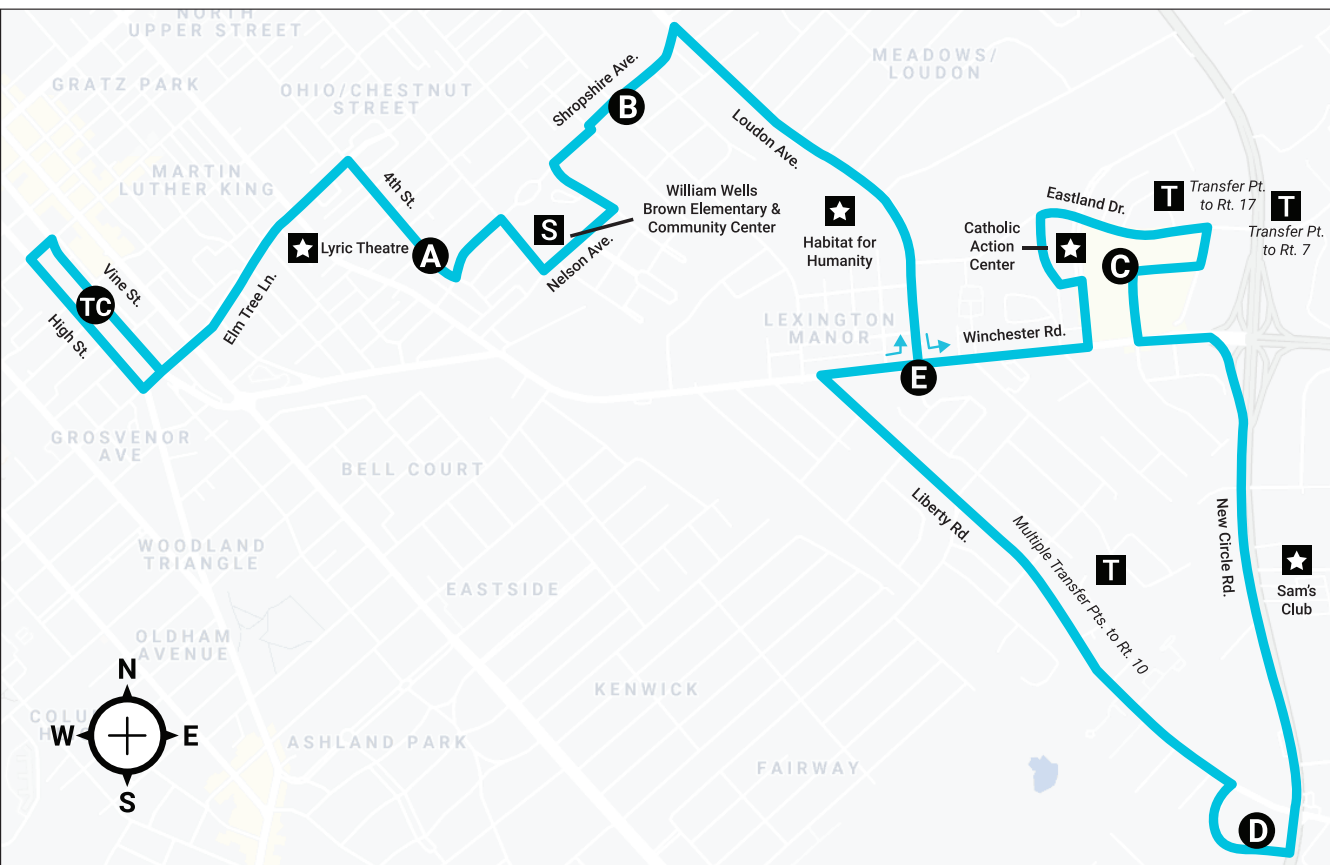 NORTH
UPPER STREET
GRATZ PARK
OHIO/CHESTNUT
STREET
MARTIN
LUTHER KING
MEADOWS/
LOUDON
Shropshire Ave.
B
Loudon Ave.
4th St.
Lyric Theatre
A
S
William Wells
Brown Elementary &
Community Center
Nelson Ave.
Habitat for
Humanity
Eastland Dr.
T
Transfer Pt.
to Rt. 17
T
Transfer Pt.
to Rt. 7
Catholic
Action
Center
C
Vine St.
TC
High St.
Elm Tree Ln.
LEXINGTON
MANOR
Winchester Rd.
E
GROSVENOR
AVE
BELL COURT
Liberty Rd.
Multiple Transfer Pts. to Rt. 10
T
New Circle Rd.
Sam's
Club
WOODLAND
TRIANGLE
EASTSIDE
OLDHAM
AVENUE
KENWICK
ASHLAND PARK
FAIRWAY
N
W
E
S
D